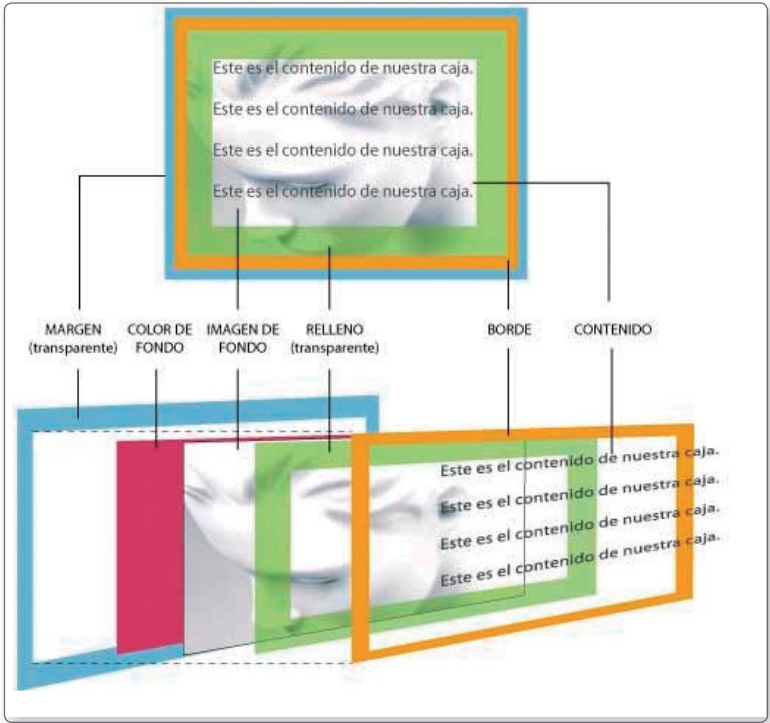 Este es el contenido de nuestra caja.
Este es el contenido de nuestra caja.
Este es el contenido de nuestra caja.
Este es el contenido de nuestra caja.
MARGEN
(transparente)
COLOR DE
FONDO
IMAGEN DE
FONDO
RELLENO
(transparente)
BORDE
CONTENIDO
Este es el contenido de nuestra caja.
Este es el contenido de nuestra caja.
Este es el contenido de nuestra caja.
Este es el contenido de nuestra caja.